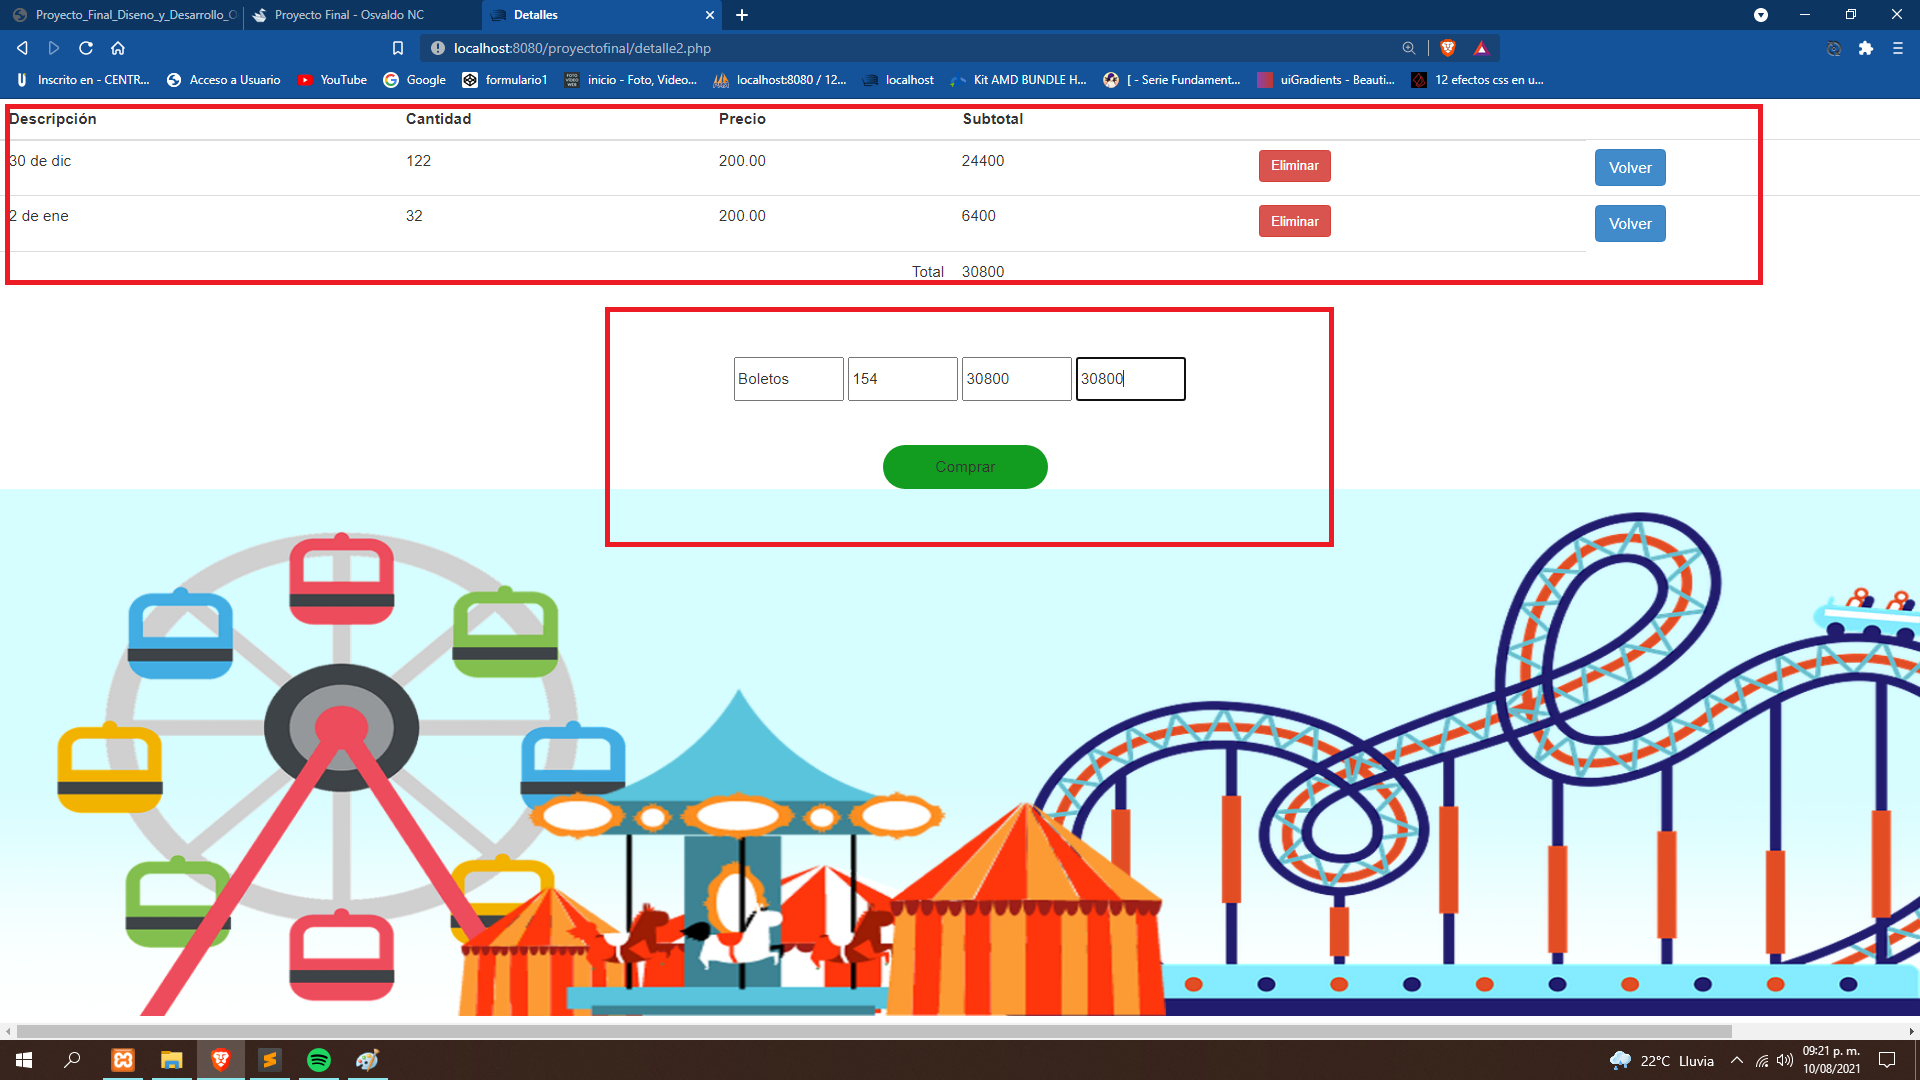 Proyecto_Final_Diseno_y_Desarrollo_O
Proyecto Final - Osvaldo NC
Detalles
localhost:8080/proyectofinal/detalle2.php
Inscrito en - CENTR...
Acceso a Usuario
YouTube
Google
formulario1
inicio - Foto, Video...
localhost:8080 / 12...
localhost
Kit AMD BUNDLE H...
[ - Serie Fundament...
uiGradients - Beauti...
12 efectos css en u...
Descripción Cantidad Precio Subtotal
30 de dic 122 200.00 24400 Eliminar Volver
2 de ene 32 200.00 6400 Eliminar Volver
Total 30800
Boletos 154 30800 30800
Comprar
22°C Lluvia
09:21 p. m.
10/08/2021